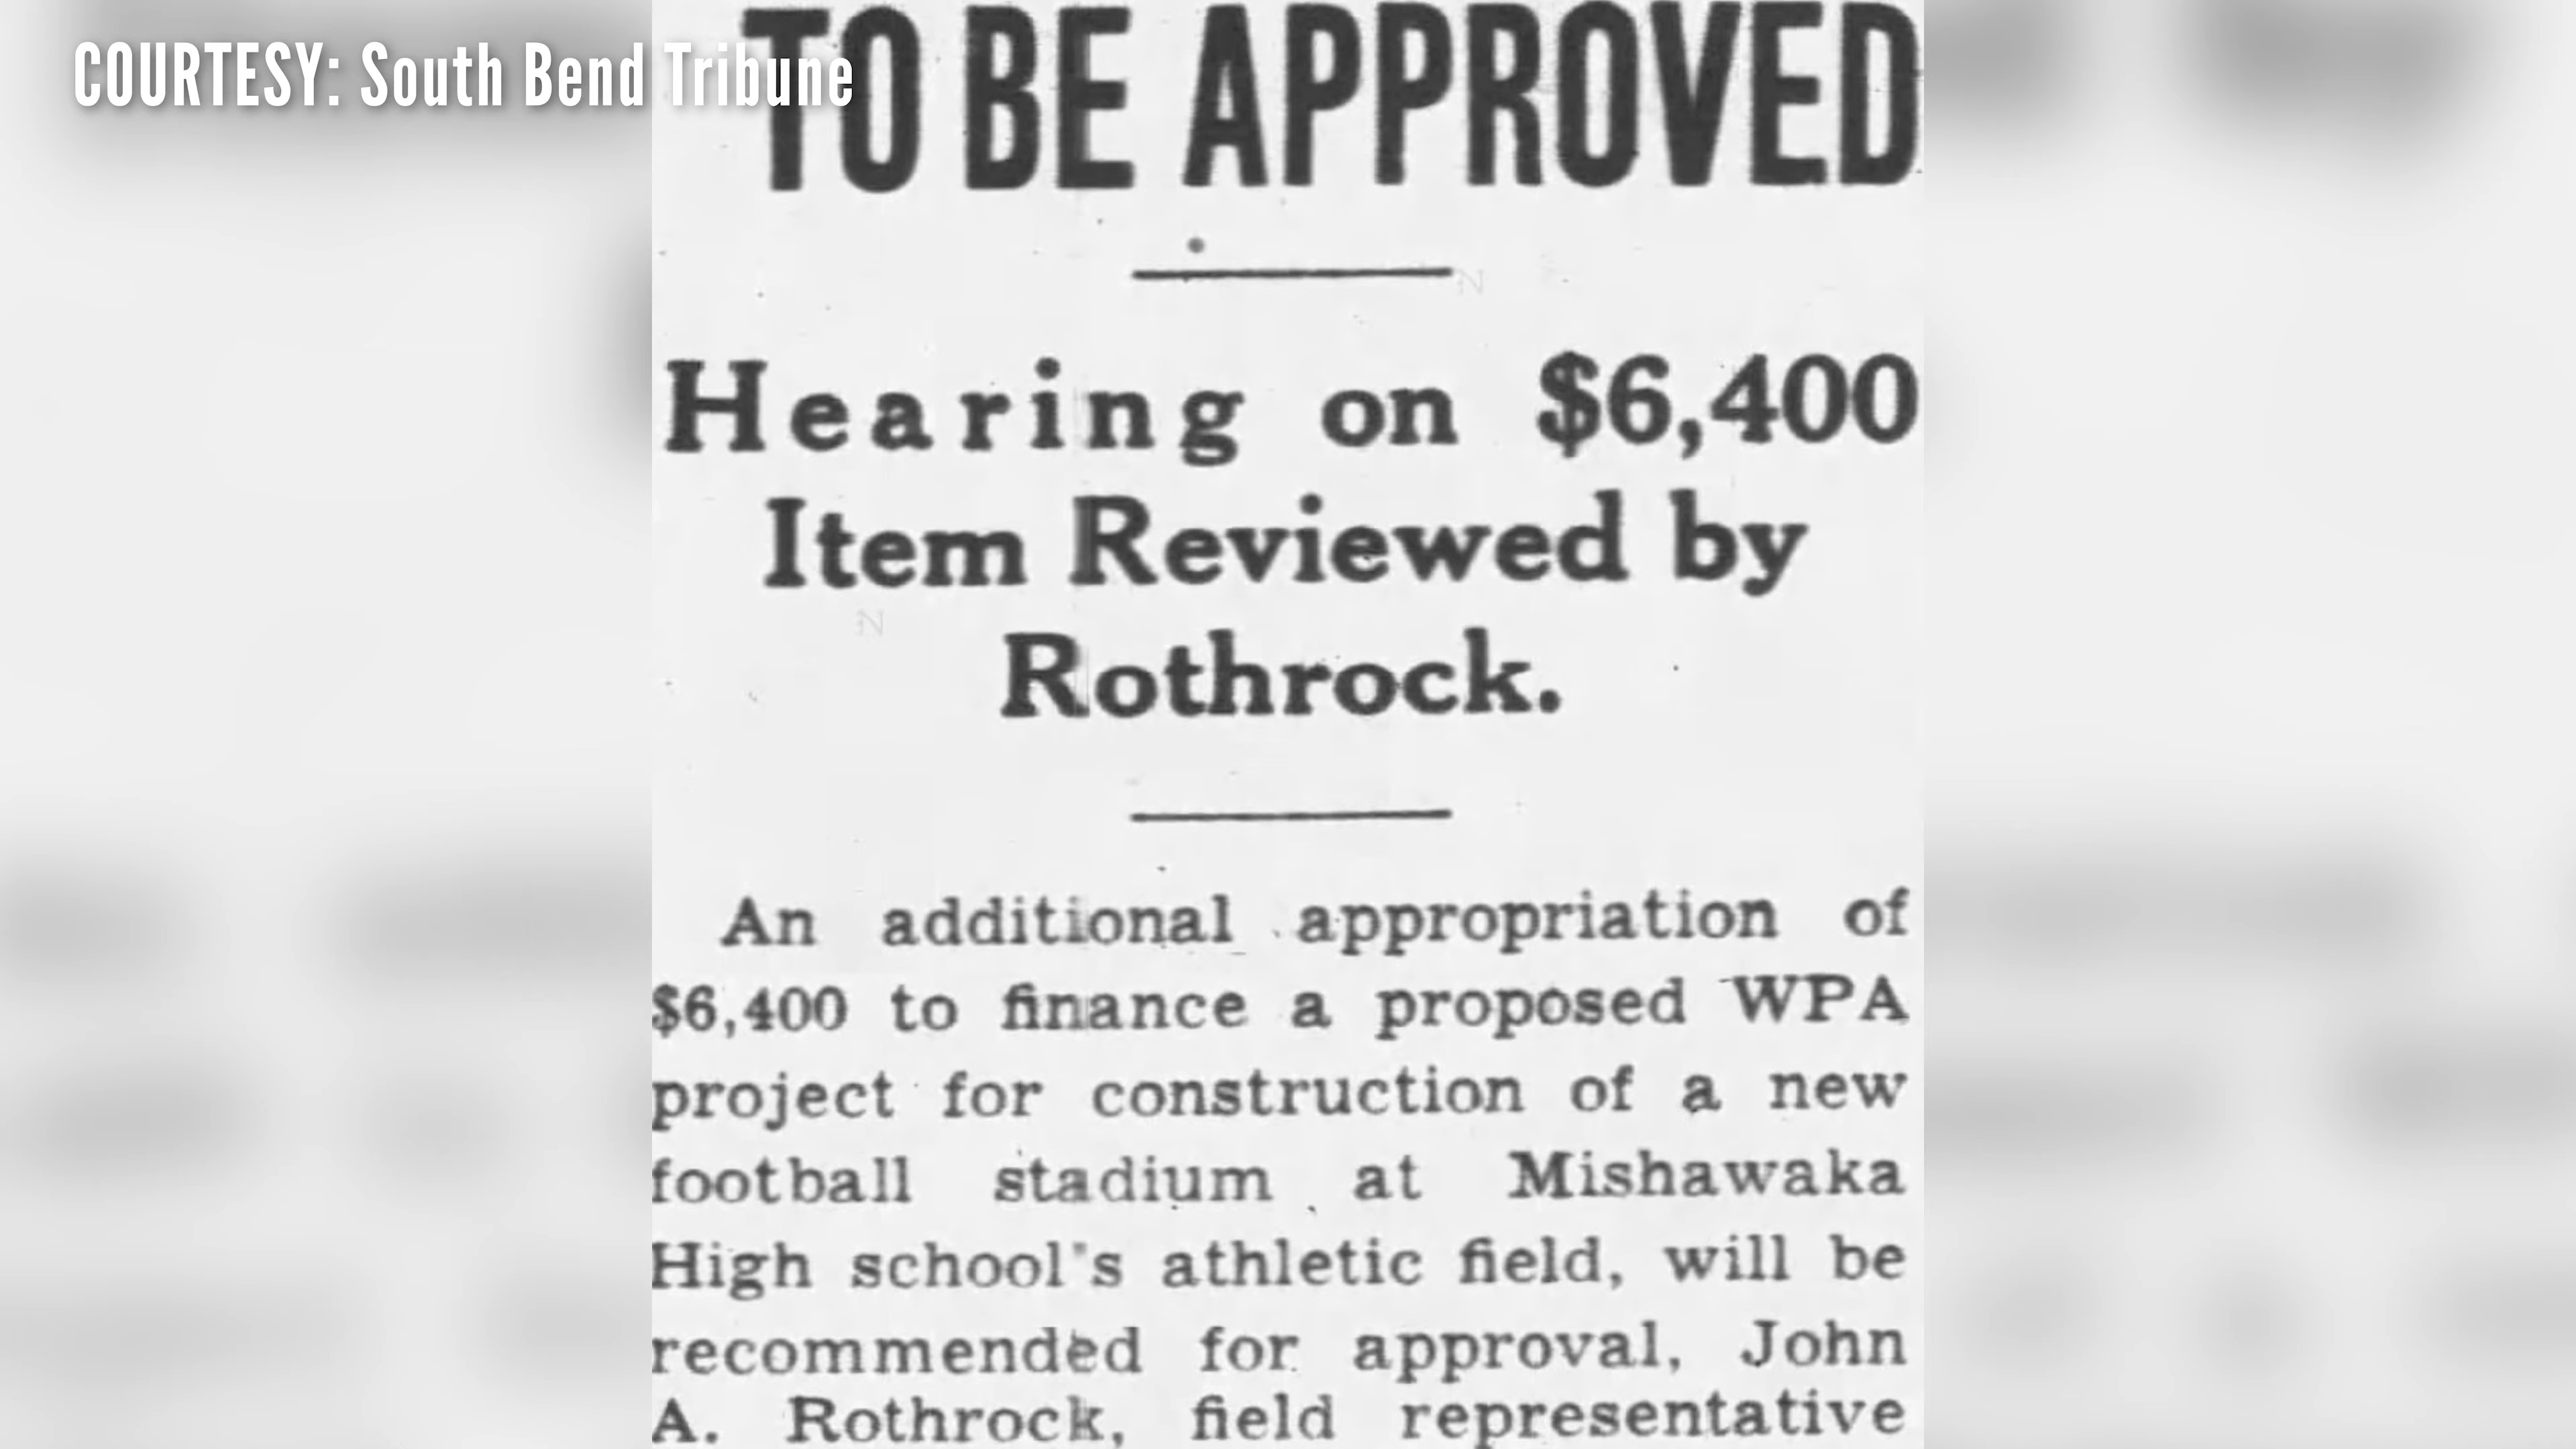 COURTESY: South Bend Tribune
TO BE APPROVED
Hearing on $6,400
Item Reviewed by
Rothrock.
An additional appropriation of
$6,400 to finance a proposed WPA
project for construction of a new
football stadium at Mishawaka
High school's athletic field, will be
recommended for approval, John
A. Rothrock, field representative